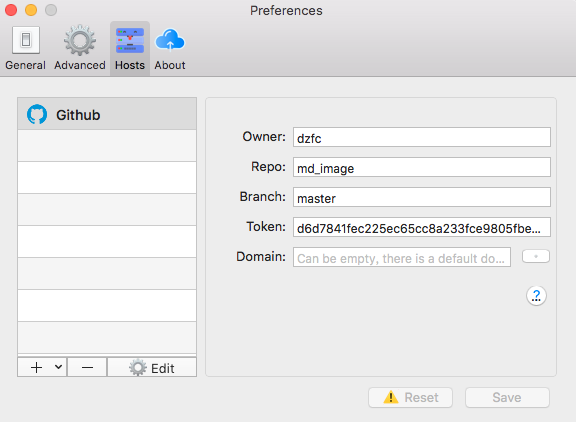 Preferences
General Advanced Hosts About
Github
Owner: dzfc
Repo: md_image
Branch: master
Token: d6d7841fec225ec65cc8a233fce9805fbe...
Domain: Can be empty, there is a default do...
?
+ − Edit
Reset Save